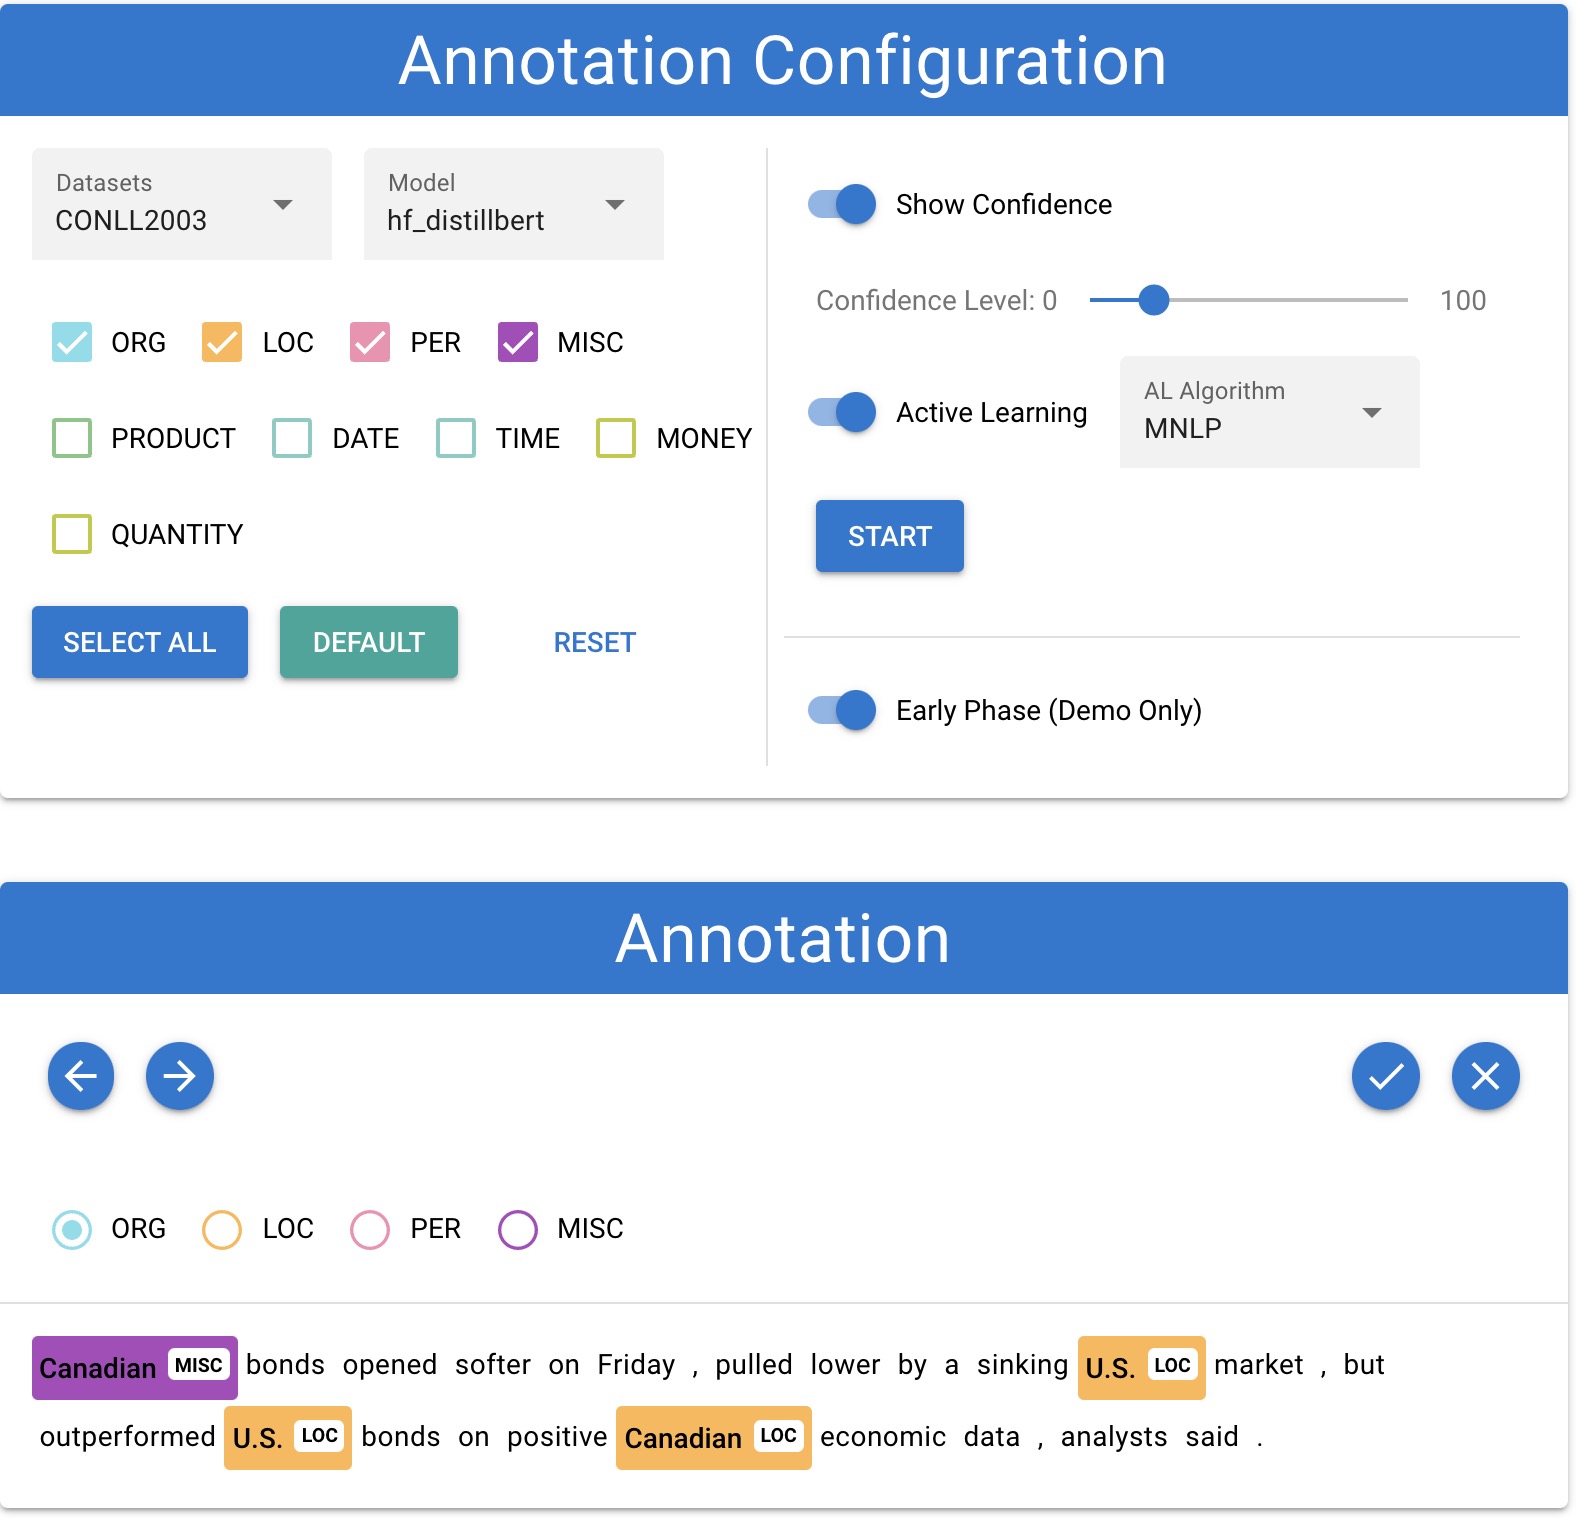 Annotation Configuration
Datasets
CONLL2003
Model
hf_distillbert
ORG LOC PER MISC
PRODUCT DATE TIME MONEY
QUANTITY
SELECT ALL DEFAULT RESET
Show Confidence
Confidence Level: 0 100
Active Learning
AL Algorithm
MNLP
START
Early Phase (Demo Only)
Annotation
ORG LOC PER MISC
Canadian MISC bonds opened softer on Friday , pulled lower by a sinking U.S. LOC market , but
outperformed U.S. LOC bonds on positive Canadian LOC economic data , analysts said .